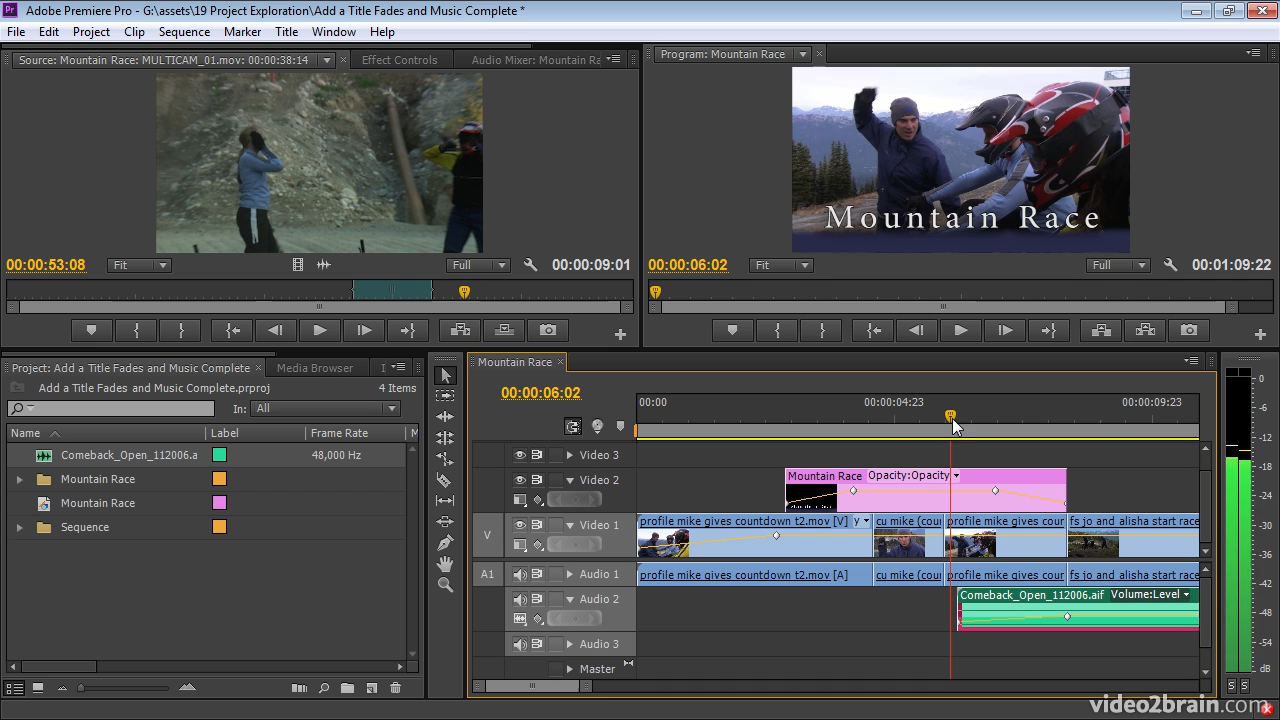 Pr Adobe Premiere Pro - G:\assets\19 Project Exploration\Add a Title Fades and Music Complete *
File Edit Project Clip Sequence Marker Title Window Help
Source: Mountain Race: MULTICAM_01.mov: 00:00:38:14
Effect Controls
Audio Mixer: Mountain Ra
Program: Mountain Race
Mountain Race
00:00:53:08
Fit
Full
00:00:09:01
00:00:06:02
Fit
Full
00:01:09:22
Project: Add a Title Fades and Music Complete
Media Browser
Add a Title Fades and Music Complete.prproj
4 Items
In: All
Name Label Frame Rate M
Comeback_Open_112006.a 48,000 Hz
Mountain Race
Mountain Race
Sequence
Mountain Race
00:00:06:02
00:00 00:00:04:23 00:00:09:23
Video 3
Video 2
Mountain Race Opacity:Opacity
V
Video 1
profile mike gives countdown t2.mov [V] y
cu mike (cou
profile mike gives cour
fs jo and alisha start race
A1
Audio 1
profile mike gives countdown t2.mov [A]
cu mike (cou
profile mike gives cour
fs jo and alisha start race
Audio 2
Comeback_Open_112006.aif Volume:Level
Audio 3
Master
0
-6
-12
-18
-24
-30
-36
-42
-48
-54
dB
S S
video2brain.com